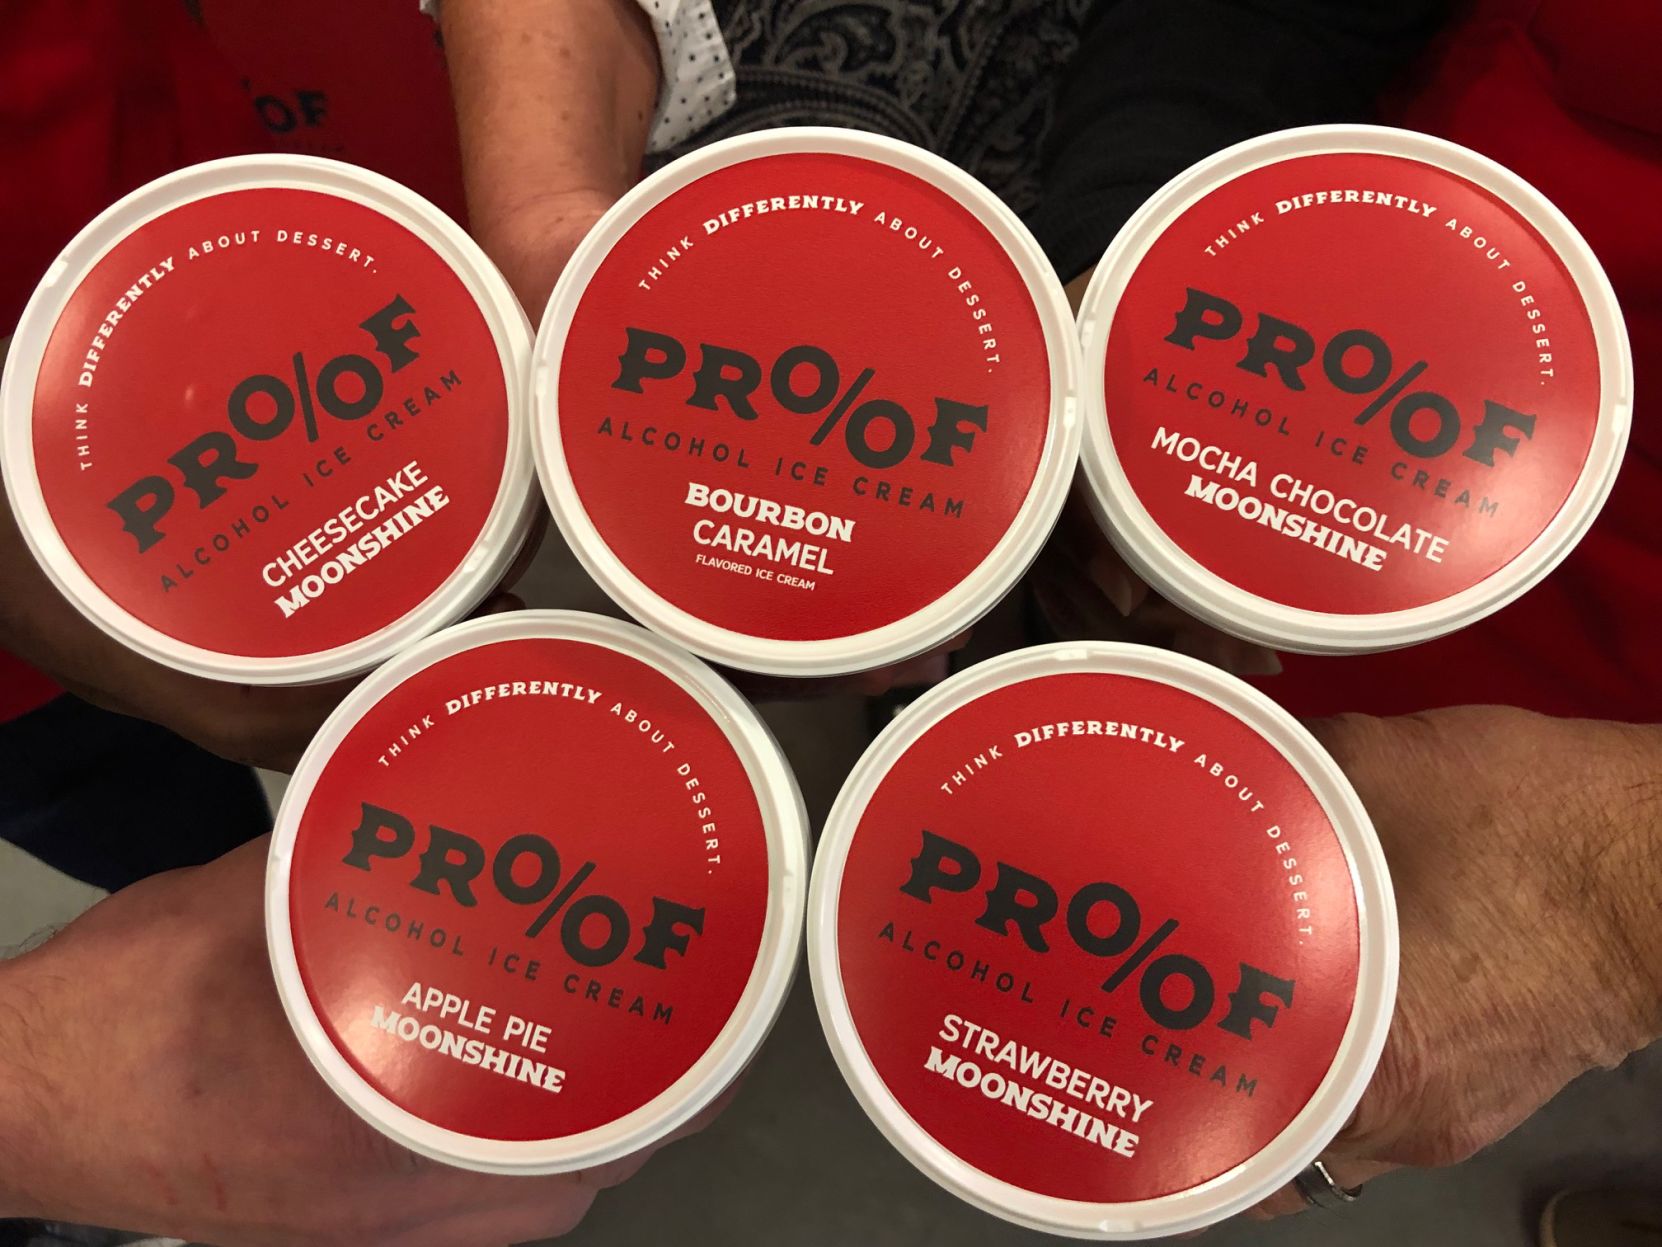 OF
THINK DIFFERENTLY ABOUT DESSERT.
PRO/OF
ALCOHOL ICE CREAM
CHEESECAKE
MOONSHINE
THINK DIFFERENTLY ABOUT DESSERT.
PRO/OF
ALCOHOL ICE CREAM
BOURBON
CARAMEL
FLAVORED ICE CREAM
THINK DIFFERENTLY ABOUT DESSERT.
PRO/OF
ALCOHOL ICE CREAM
MOCHA CHOCOLATE
MOONSHINE
THINK DIFFERENTLY ABOUT DESSERT.
PRO/OF
ALCOHOL ICE CREAM
APPLE PIE
MOONSHINE
THINK DIFFERENTLY ABOUT DESSERT.
PRO/OF
ALCOHOL ICE CREAM
STRAWBERRY
MOONSHINE